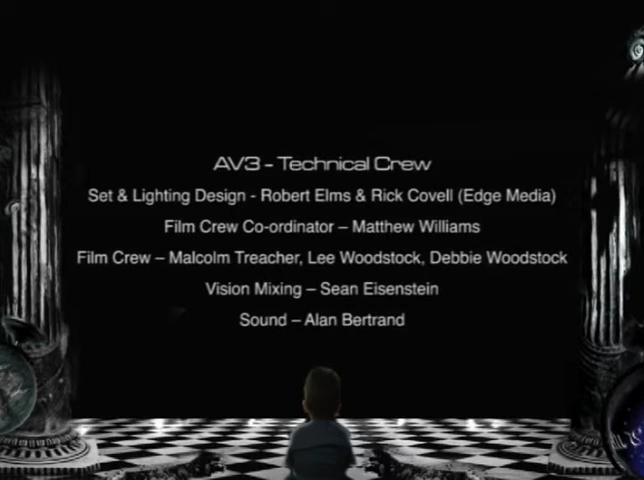 AV3 - Technical Crew
Set & Lighting Design - Robert Elms & Rick Covell (Edge Media)
Film Crew Co-ordinator – Matthew Williams
Film Crew – Malcolm Treacher, Lee Woodstock, Debbie Woodstock
Vision Mixing – Sean Eisenstein
Sound – Alan Bertrand